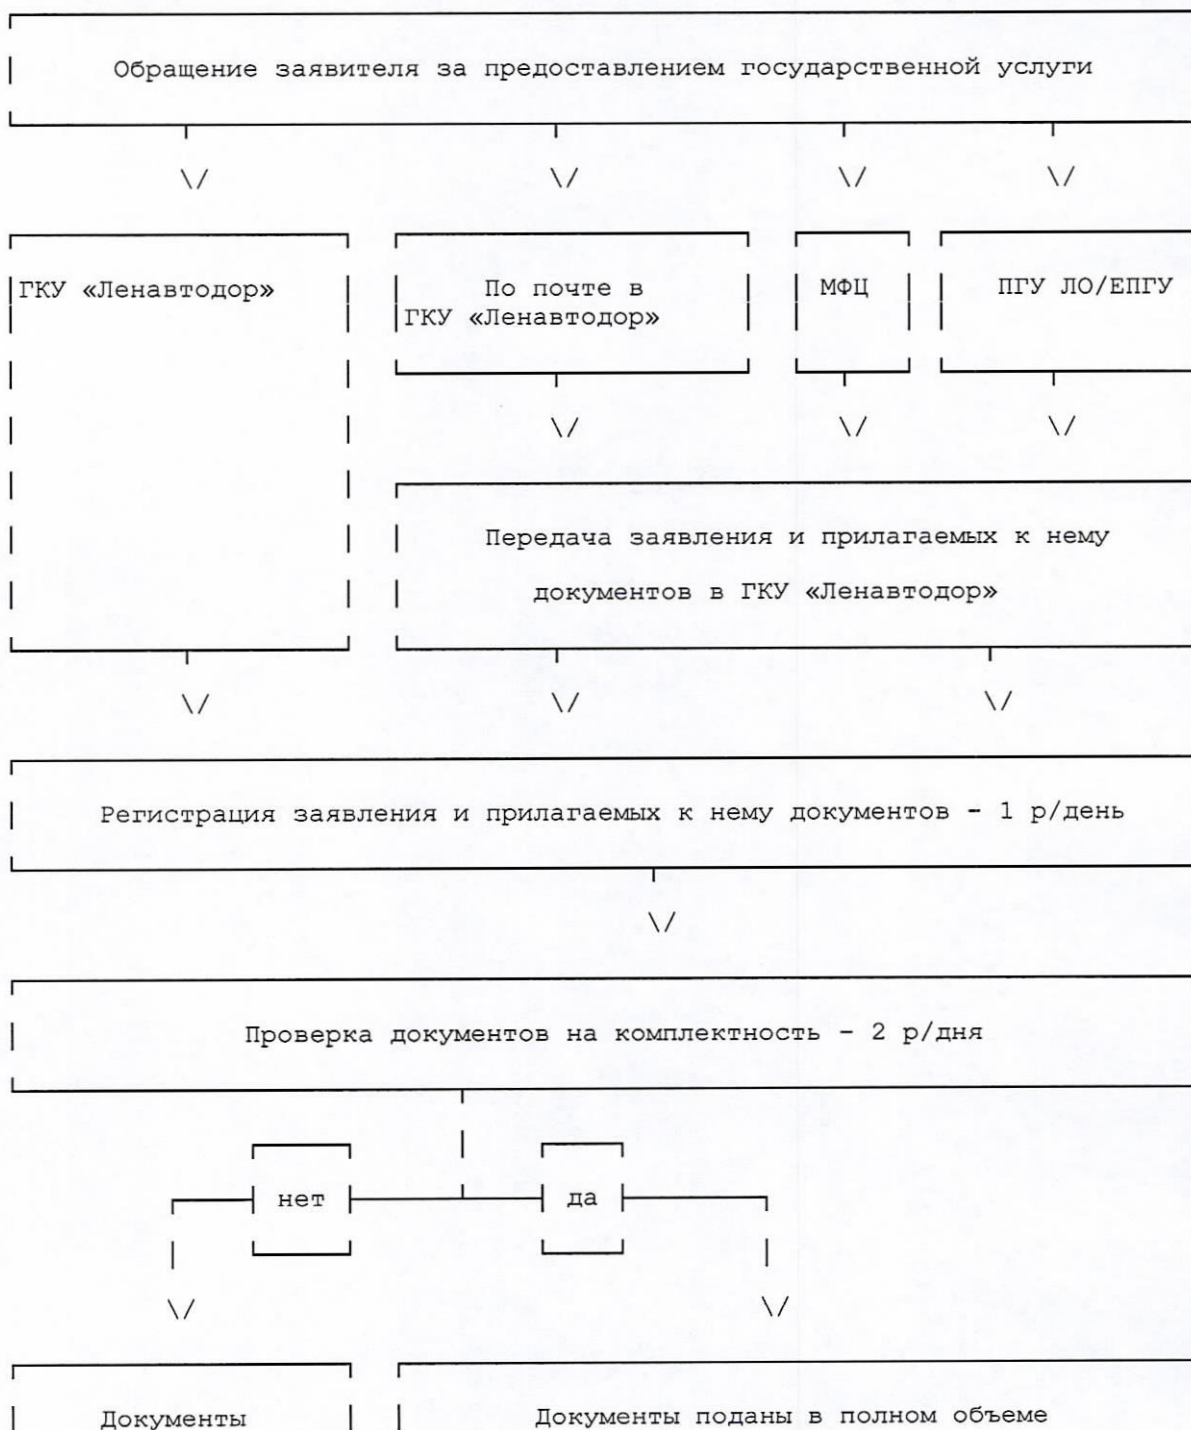 Обращение заявителя за предоставлением государственной услуги
\/ \/ \/ \/
ГКУ «Ленавтодор»
По почте в
ГКУ «Ленавтодор»
МФЦ
ПГУ ЛО/ЕПГУ
\/ \/ \/
Передача заявления и прилагаемых к нему
документов в ГКУ «Ленавтодор»
\/ \/ \/
Регистрация заявления и прилагаемых к нему документов - 1 р/день
\/
Проверка документов на комплектность - 2 р/дня
нет
да
\/ \/
Документы
Документы поданы в полном объеме